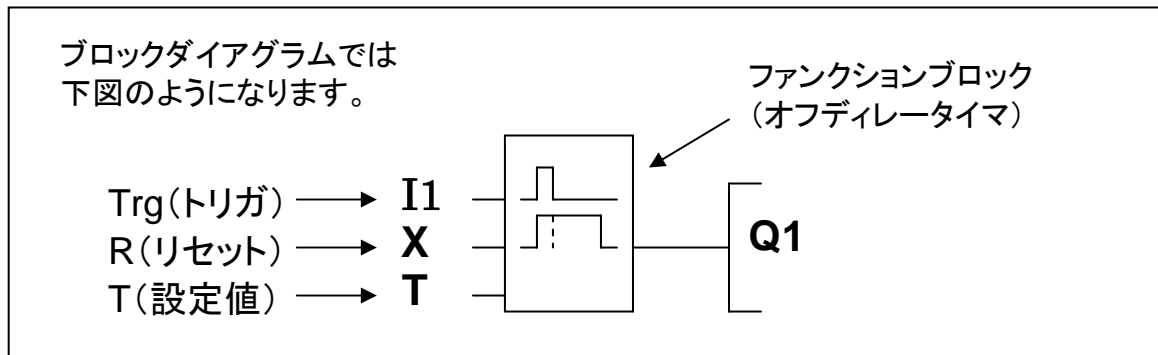 ブロックダイアグラムでは
下図のようになります。
ファンクションブロック
(オフディレータイマ)
Trg(トリガ) I1
R(リセット) X
T(設定値) T
Q1